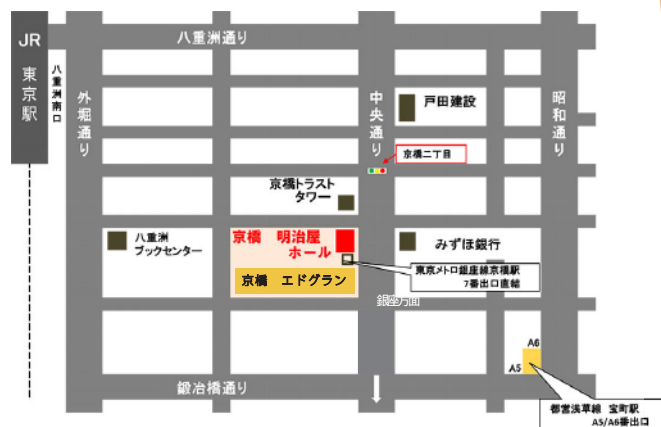 JR
東京駅
八重洲南口
八重洲通り
外堀通り
中央通り
昭和通り
戸田建設
京橋二丁目
京橋トラスト
タワー
八重洲
ブックセンター
京橋 明治屋
ホール
京橋 エドグラン
みずほ銀行
東京メトロ銀座線京橋駅
7番出口直結
銀座方面
A6
A5
鍛冶橋通り
都営浅草線 宝町駅
A5/A6番出口